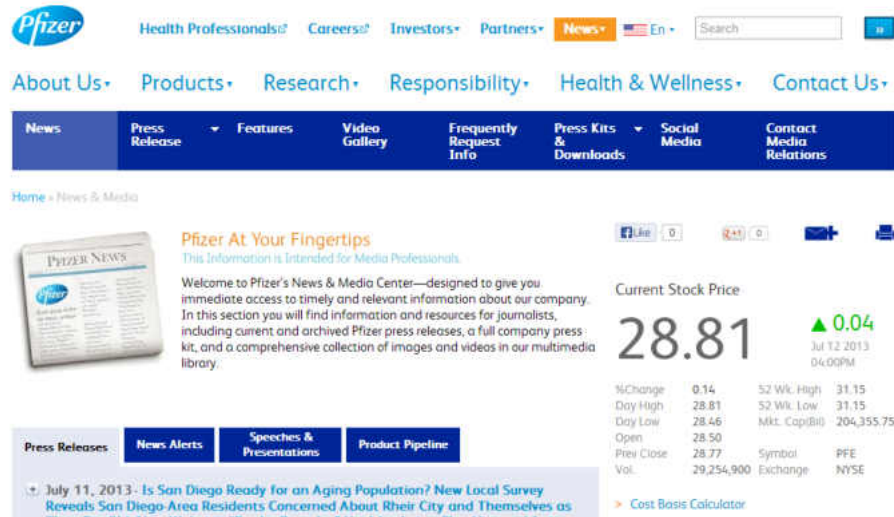 Pfizer
Health Professionals Careers Investors Partners News En Search »
About Us Products Research Responsibility Health & Wellness Contact Us
News
Press Release
Features
Video Gallery
Frequently Request Info
Press Kits & Downloads
Social Media
Contact Media Relations
Home » News & Media
PFIZER NEWS
Pfizer
Pfizer At Your Fingertips
This Information is Intended for Media Professionals.
Welcome to Pfizer's News & Media Center—designed to give you
immediate access to timely and relevant information about our company.
In this section you will find information and resources for journalists,
including current and archived Pfizer press releases, a full company press
kit, and a comprehensive collection of images and videos in our multimedia
library.
Like 0 +1 0
Current Stock Price
28.81
0.04
Jul 12 2013
04:00PM
%Change 0.14 52 Wk. High 31.15
Day High 28.81 52 Wk. Low 31.15
Day Low 28.46 Mkt. Cap(Bil) 204,355.75
Open 28.50
Prev Close 28.77 Symbol PFE
Vol. 29,254,900 Exchange NYSE
> Cost Basis Calculator
Press Releases
News Alerts
Speeches & Presentations
Product Pipeline
+ July 11, 2013 - Is San Diego Ready for an Aging Population? New Local Survey
Reveals San Diego-Area Residents Concerned About Rheir City and Themselves as